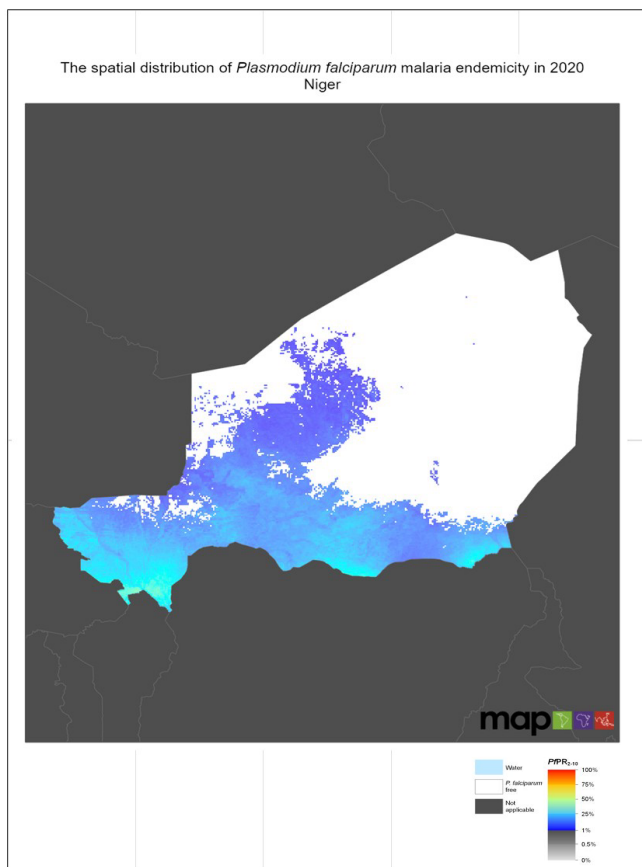 The spatial distribution of Plasmodium falciparum malaria endemicity in 2020
Niger
map
Water
P. falciparum
free
Not
applicable
PfPR2-10
100%
75%
50%
25%
1%
0.5%
0%